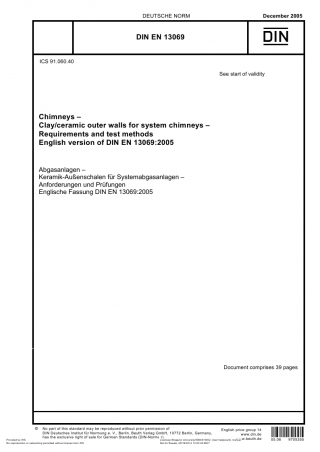 DEUTSCHE NORM
December 2005
DIN EN 13069
DIN
ICS 91.060.40
See start of validity
Chimneys –
Clay/ceramic outer walls for system chimneys –
Requirements and test methods
English version of DIN EN 13069:2005
Abgasanlagen –
Keramik-Außenschalen für Systemabgasanlagen –
Anforderungen und Prüfungen
Englische Fassung DIN EN 13069:2005
Document comprises 39 pages
© No part of this standard may be reproduced without prior permission of
DIN Deutsches Institut für Normung e. V., Berlin. Beuth Verlag GmbH, 10772 Berlin, Germany,
has the exclusive right of sale for German Standards (DIN-Normen).
English price group 14
www.din.de
www.beuth.de
05.06